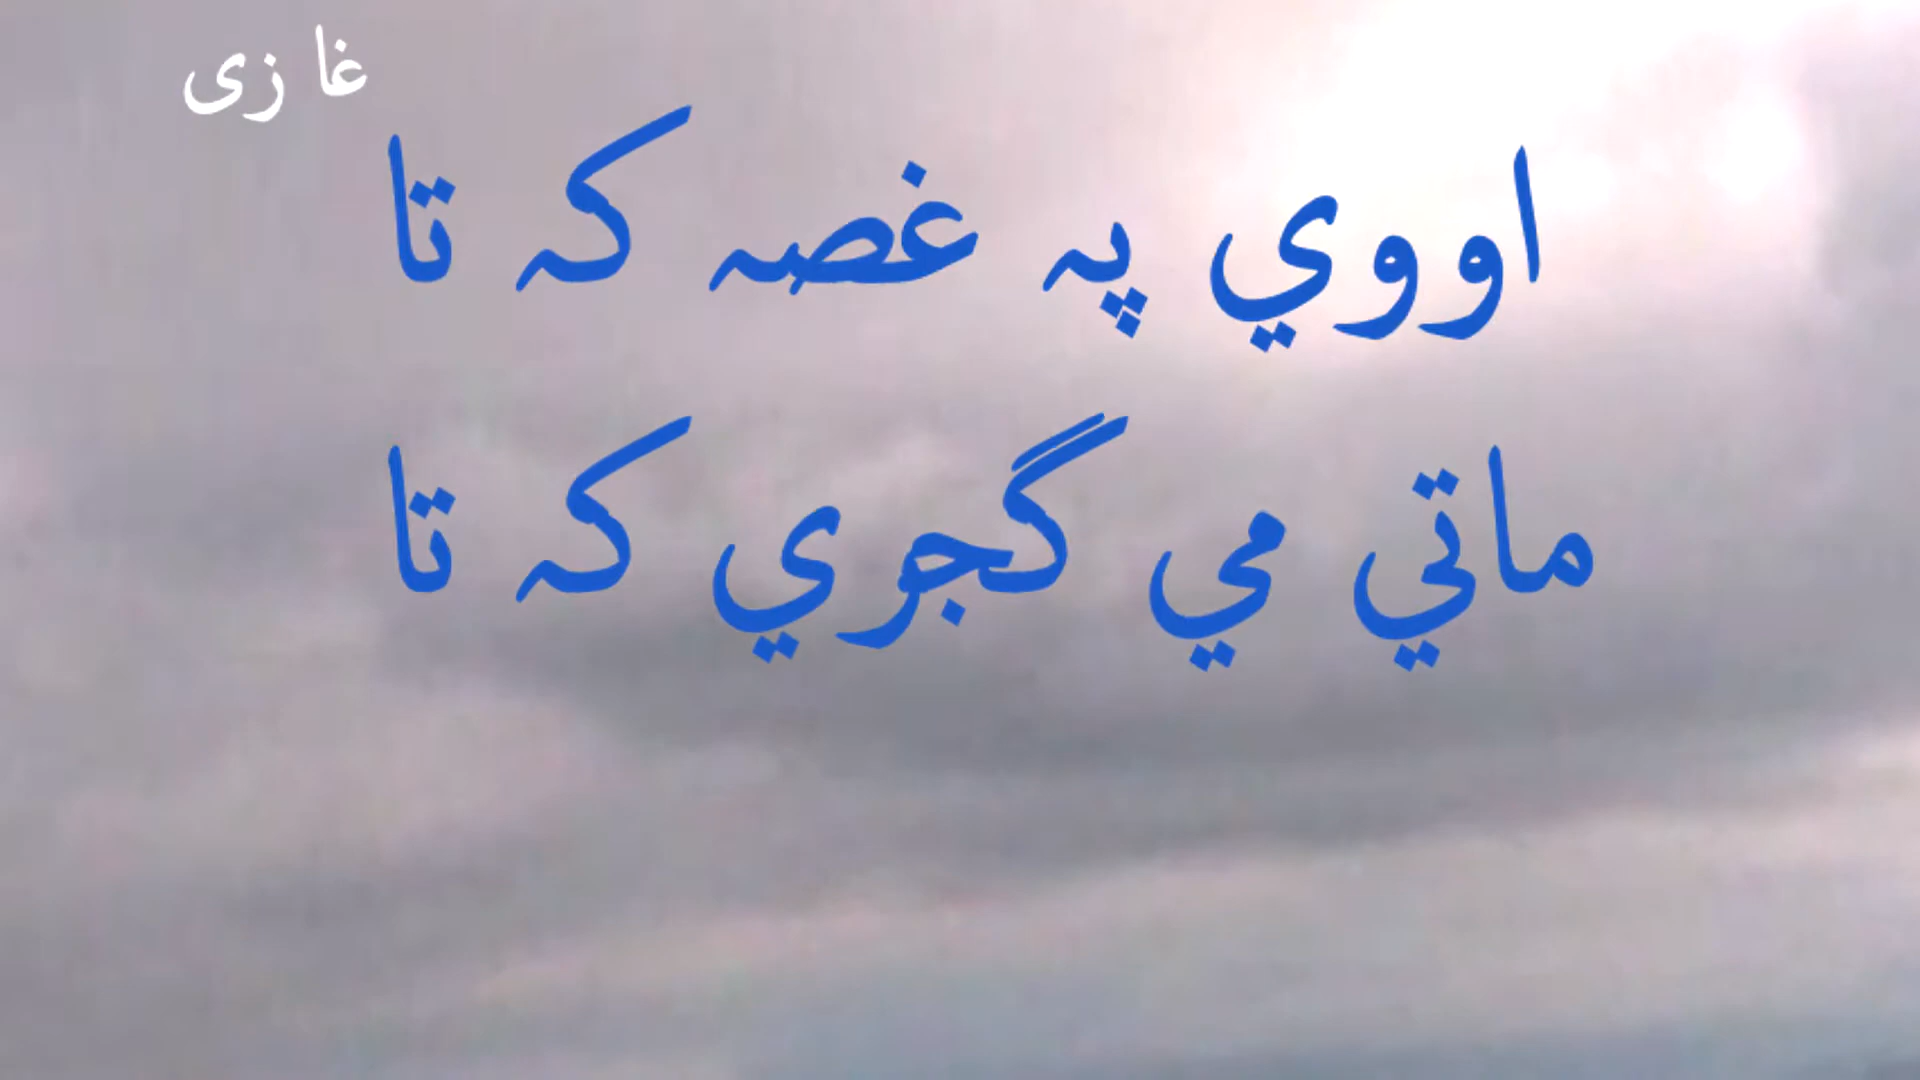 غا زی
اووي په غصه که تا
ماتي مي گجري که تا